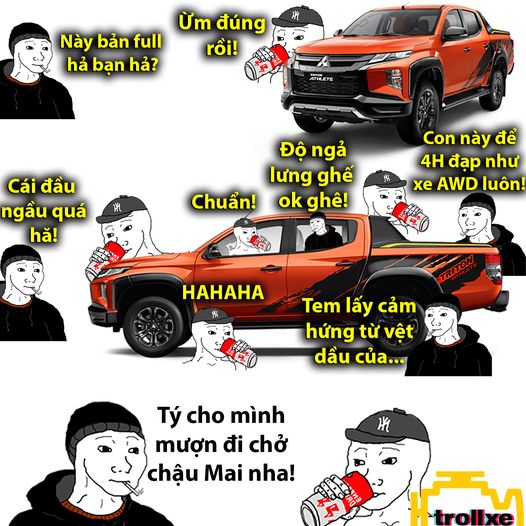 Này bản full
hả bạn hả?
Ừm đúng
rồi!
TRITON
ATHLETE
Cái đầu
ngầu quá
hă!
Chuẩn!
Độ ngả
lưng ghế
ok ghê!
Con này để
4H đạp như
xe AWD luôn!
HAHAHA
TRITON
Tem lấy cảm
hứng từ vệt
dầu của...
Tý cho mình
mượn đi chở
chậu Mai nha!
trollxe